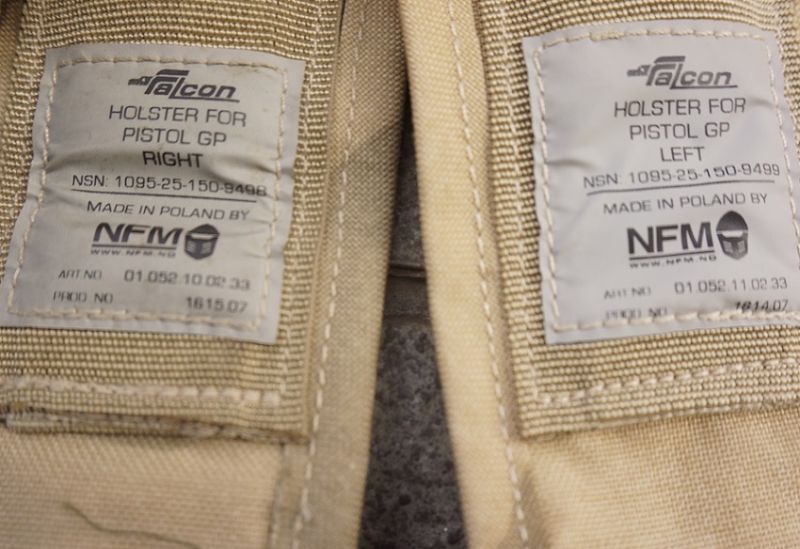 Falcon
HOLSTER FOR
PISTOL GP
RIGHT
NSN: 1095-25-150-9498
MADE IN POLAND BY
NFM
WWW.NFM.NO
ART NO 01.052.10.02.33
PROD NO 1615.07
Falcon
HOLSTER FOR
PISTOL GP
LEFT
NSN: 1095-25-150-9499
MADE IN POLAND BY
NFM
WWW.NFM.NO
ART NO 01.052.11.02.33
PROD NO 1614.07